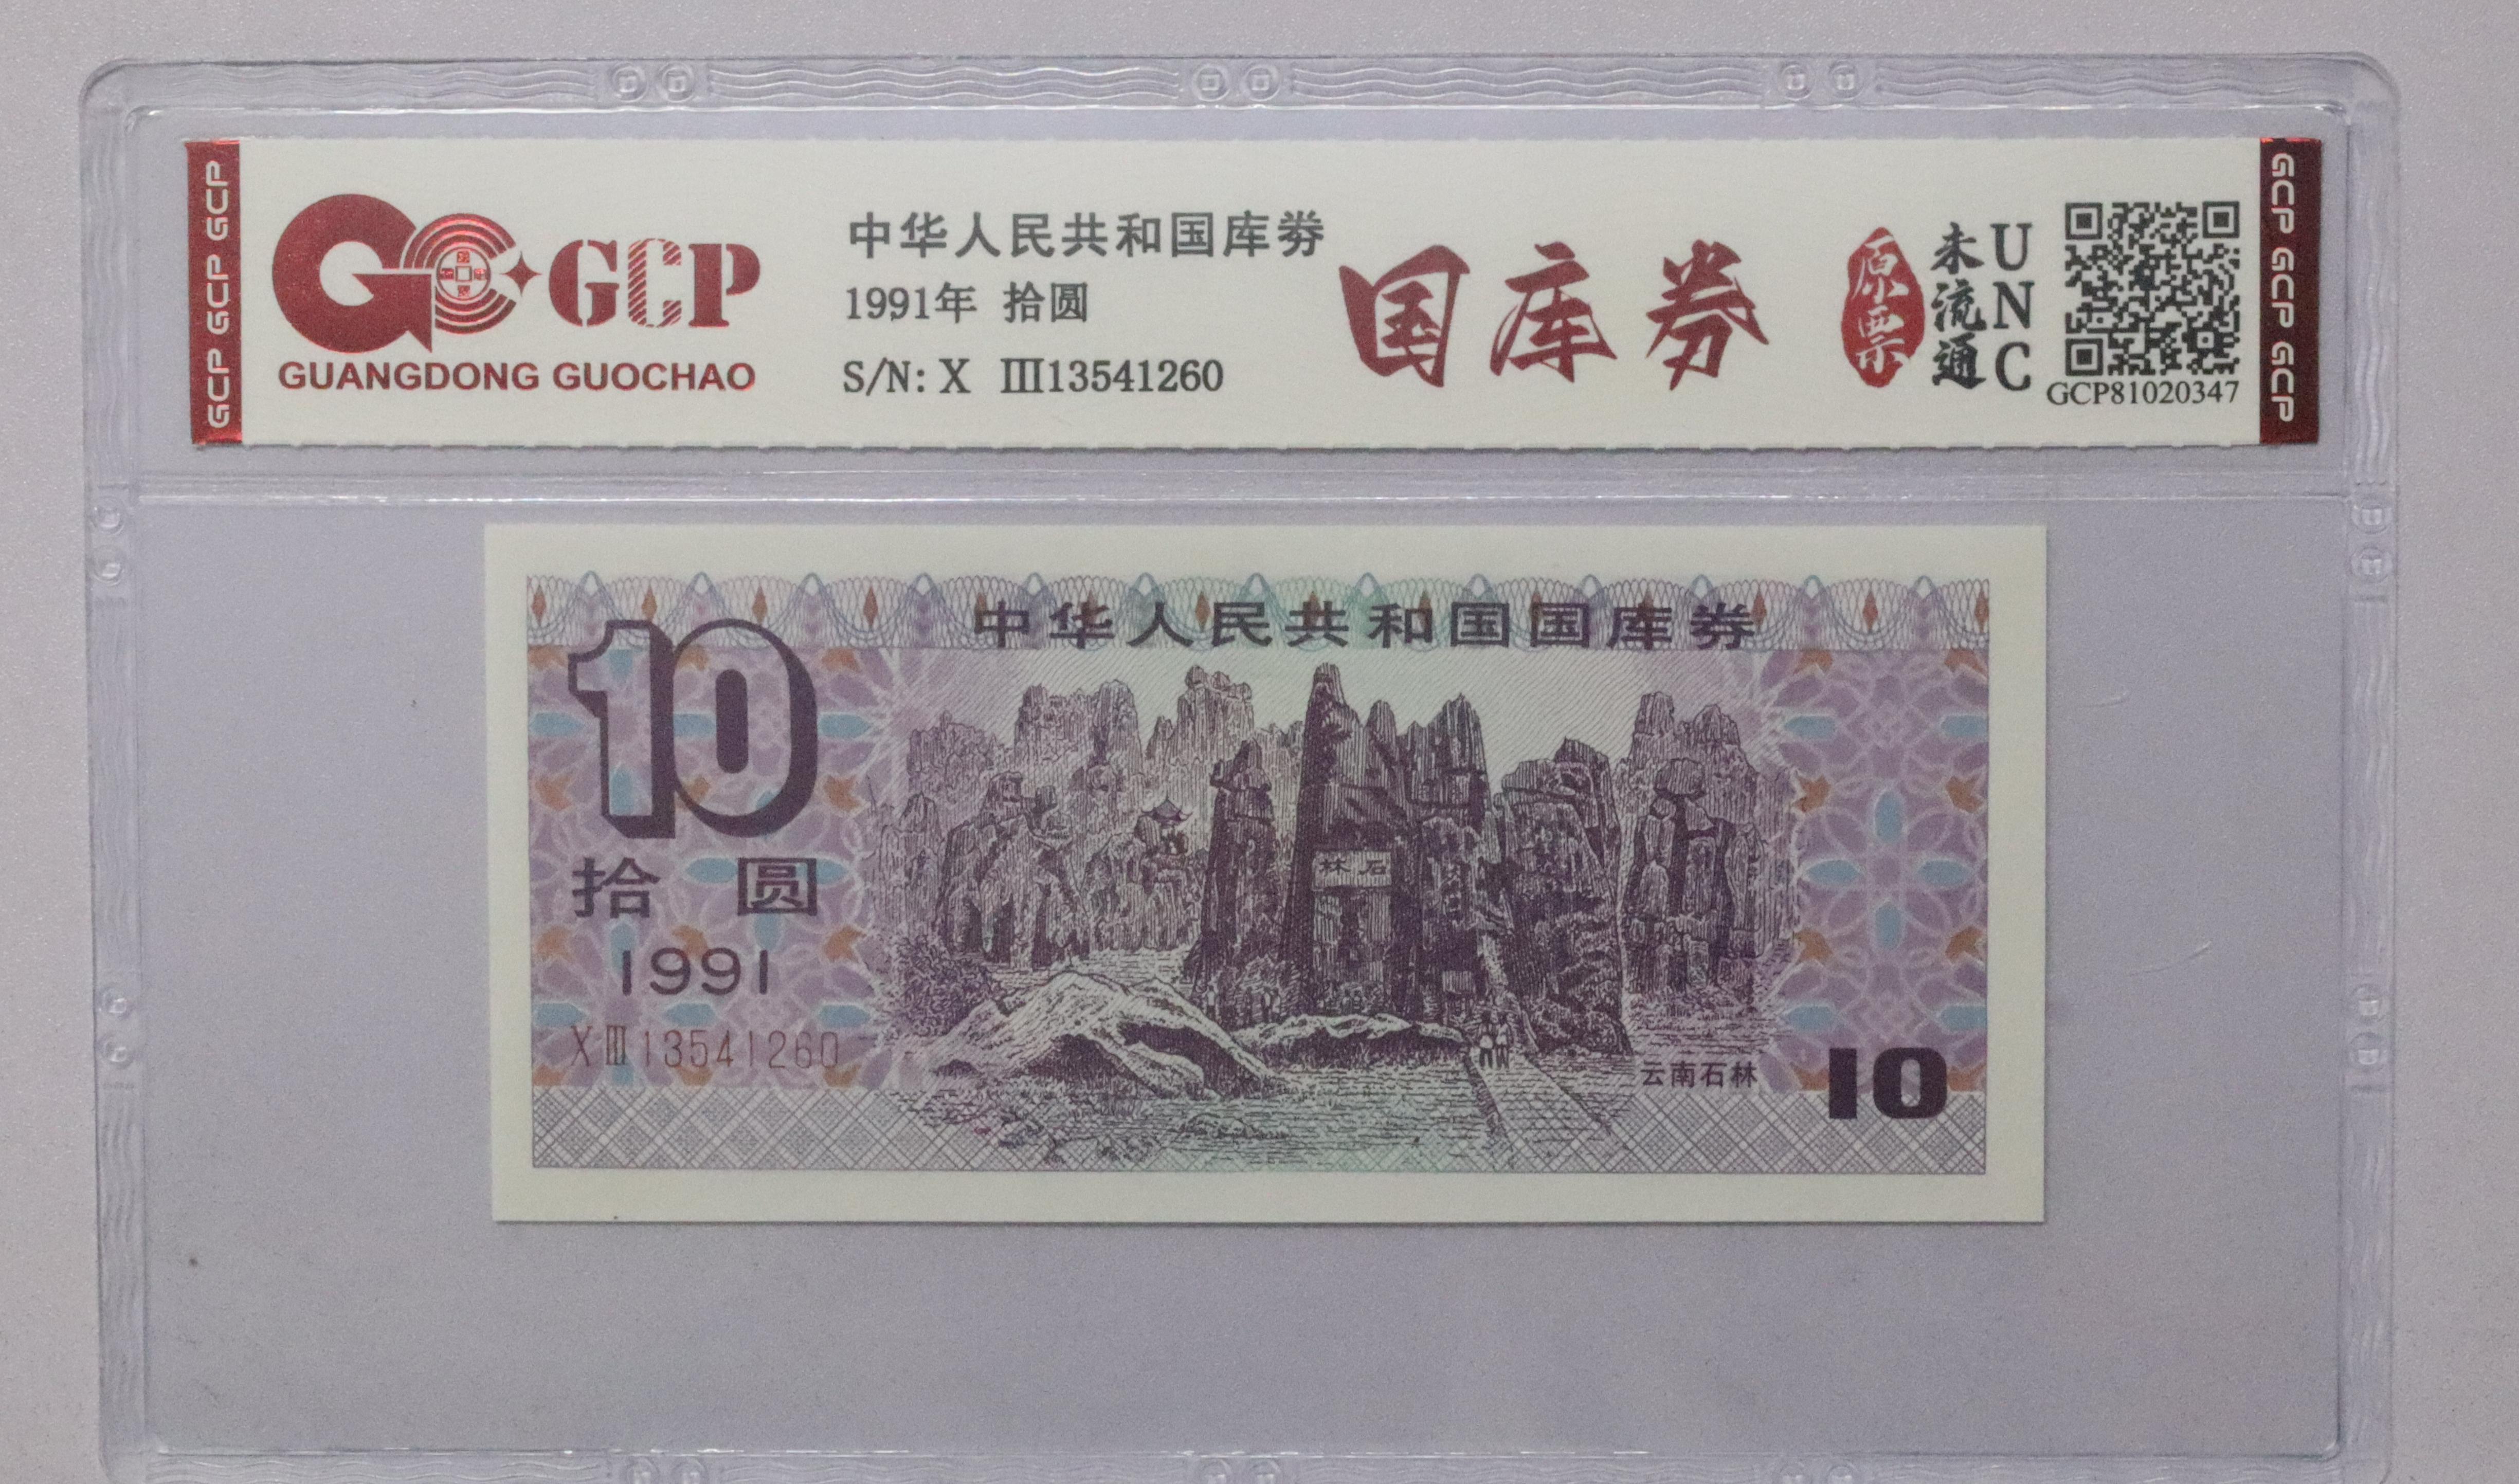 GCP GCP GCP
GCP
GUANGDONG GUOCHAO
中华人民共和国库券
1991年 拾圆
S/N: X III13541260
国库券
原票
未流通
UNC
GCP81020347
GCP GCP GCP
中华人民共和国国库券
10
拾圆
1991
XIII13541260
林石
云南石林
10